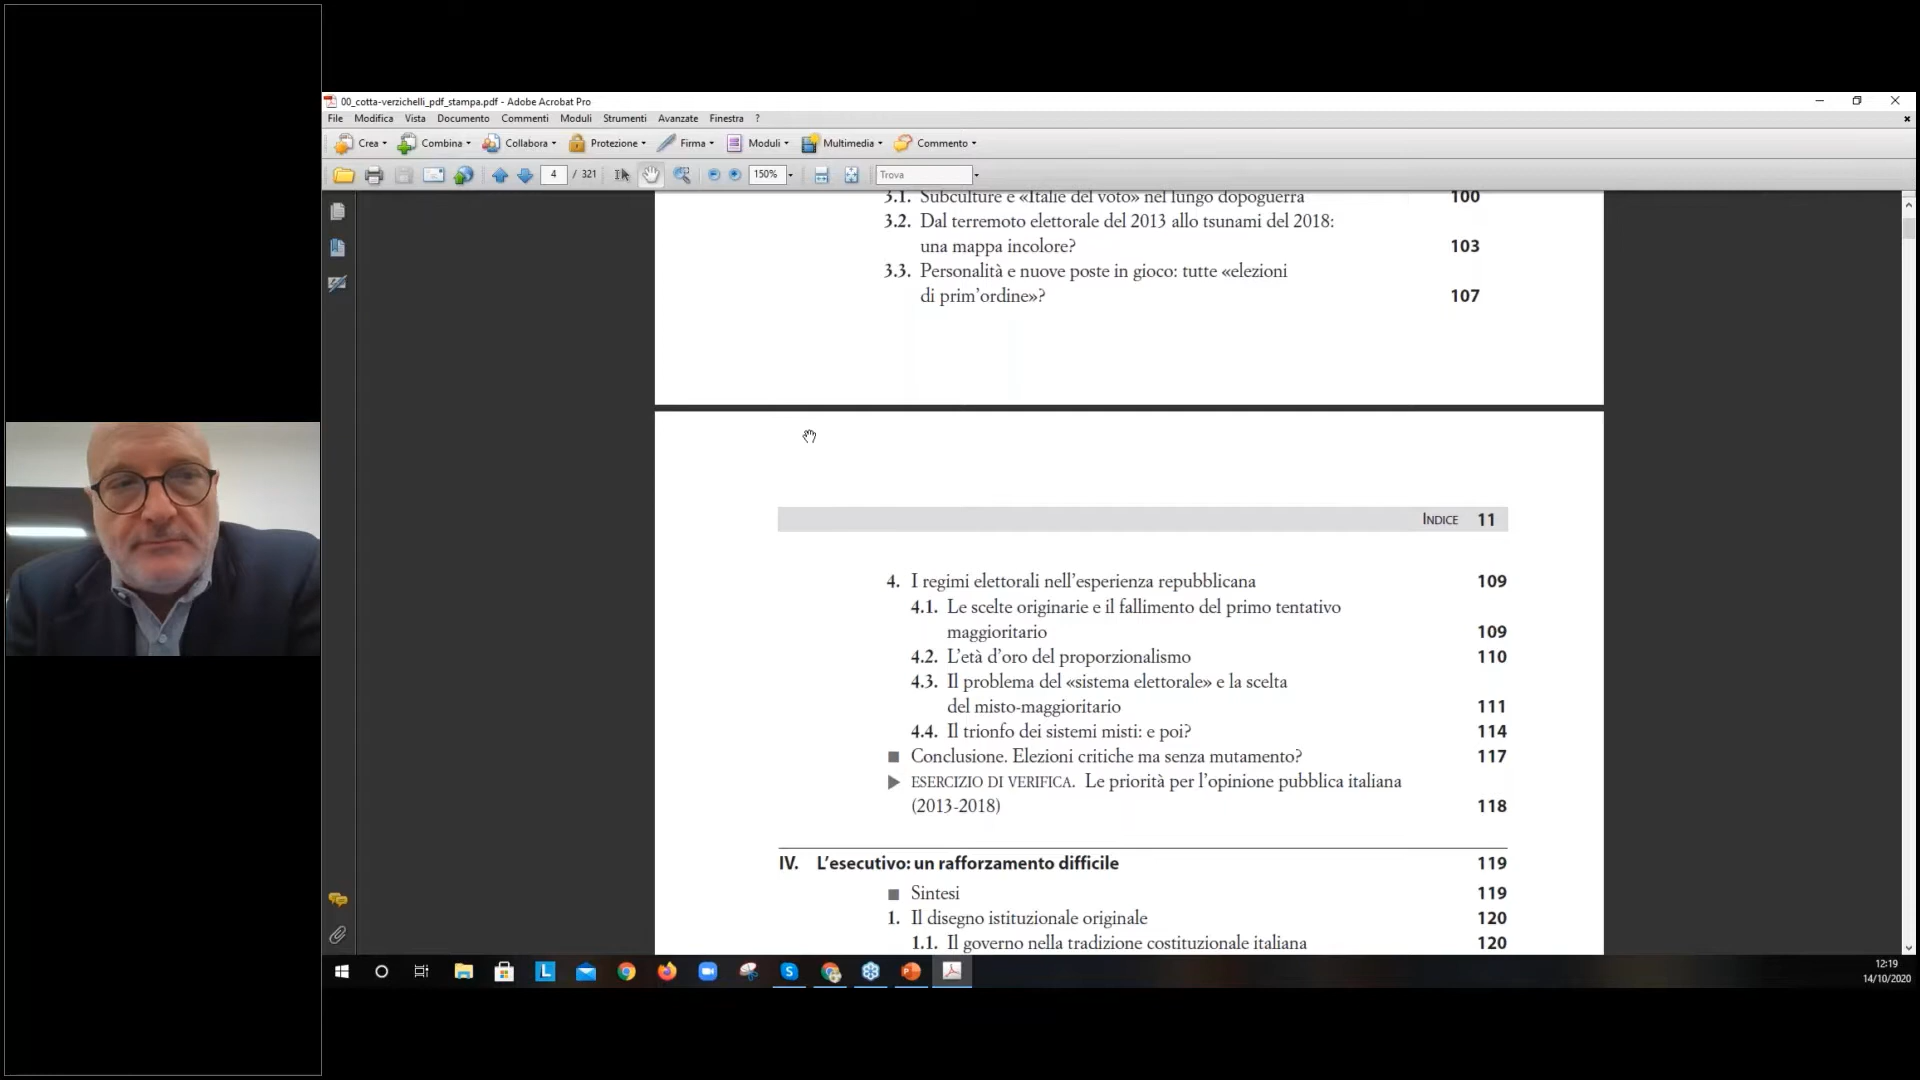 00_cotta-verzichelli_pdf_stampa.pdf - Adobe Acrobat Pro
File Modifica Vista Documento Commenti Moduli Strumenti Avanzate Finestra ?
Crea Combina Collabora Protezione Firma Moduli Multimedia Commento
4 / 321 150% Trova
3.1. Subculture e «Italie del voto» nel lungo dopoguerra 100
3.2. Dal terremoto elettorale del 2013 allo tsunami del 2018:
una mappa incolore? 103
3.3. Personalità e nuove poste in gioco: tutte «elezioni
di prim’ordine»? 107
INDICE 11
4. I regimi elettorali nell’esperienza repubblicana 109
4.1. Le scelte originarie e il fallimento del primo tentativo
maggioritario 109
4.2. L’età d’oro del proporzionalismo 110
4.3. Il problema del «sistema elettorale» e la scelta
del misto-maggioritario 111
4.4. Il trionfo dei sistemi misti: e poi? 114
■ Conclusione. Elezioni critiche ma senza mutamento? 117
▶ ESERCIZIO DI VERIFICA. Le priorità per l’opinione pubblica italiana
(2013-2018) 118
IV. L’esecutivo: un rafforzamento difficile 119
■ Sintesi 119
1. Il disegno istituzionale originale 120
1.1. Il governo nella tradizione costituzionale italiana 120
12:19
14/10/2020